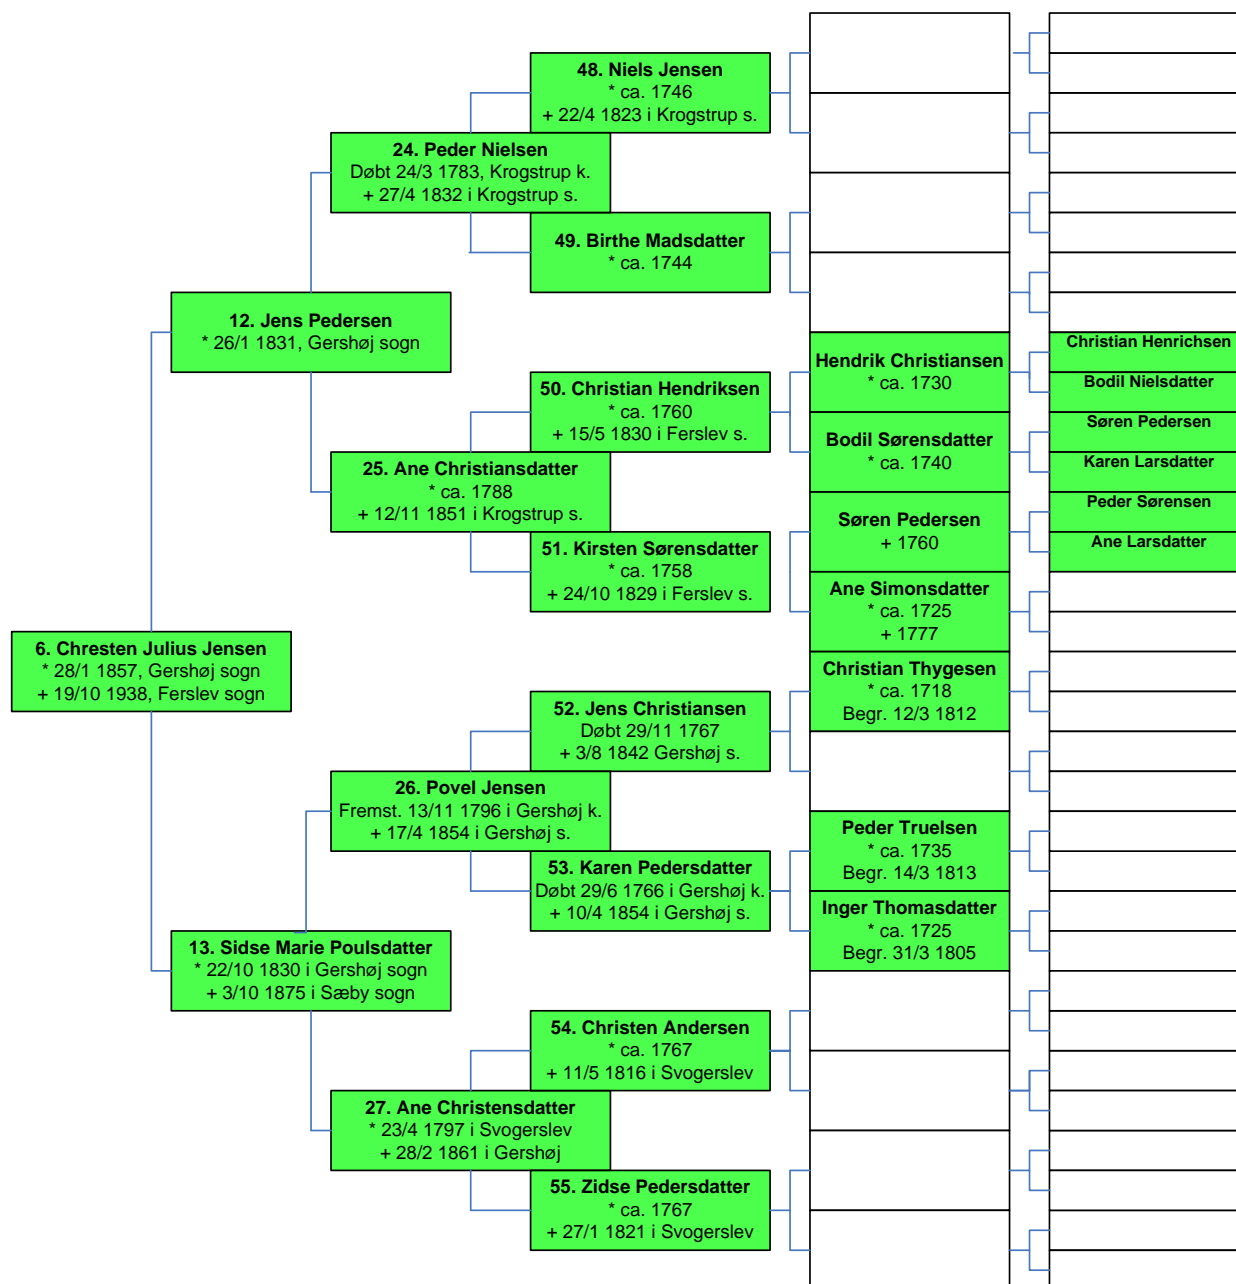 6. Chresten Julius Jensen
* 28/1 1857, Gershøj sogn
+ 19/10 1938, Ferslev sogn
12. Jens Pedersen
* 26/1 1831, Gershøj sogn
13. Sidse Marie Poulsdatter
* 22/10 1830 i Gershøj sogn
+ 3/10 1875 i Sæby sogn
24. Peder Nielsen
Døbt 24/3 1783, Krogstrup k.
+ 27/4 1832 i Krogstrup s.
25. Ane Christiansdatter
* ca. 1788
+ 12/11 1851 i Krogstrup s.
26. Povel Jensen
Fremst. 13/11 1796 i Gershøj k.
+ 17/4 1854 i Gershøj s.
27. Ane Christensdatter
* 23/4 1797 i Svogerslev
+ 28/2 1861 i Gershøj
48. Niels Jensen
* ca. 1746
+ 22/4 1823 i Krogstrup s.
49. Birthe Madsdatter
* ca. 1744
50. Christian Hendriksen
* ca. 1760
+ 15/5 1830 i Ferslev s.
51. Kirsten Sørensdatter
* ca. 1758
+ 24/10 1829 i Ferslev s.
52. Jens Christiansen
Døbt 29/11 1767
+ 3/8 1842 Gershøj s.
53. Karen Pedersdatter
Døbt 29/6 1766 i Gershøj k.
+ 10/4 1854 i Gershøj s.
54. Christen Andersen
* ca. 1767
+ 11/5 1816 i Svogerslev
55. Zidse Pedersdatter
* ca. 1767
+ 27/1 1821 i Svogerslev
Hendrik Christiansen
* ca. 1730
Bodil Sørensdatter
* ca. 1740
Søren Pedersen
+ 1760
Ane Simonsdatter
* ca. 1725
+ 1777
Christian Thygesen
* ca. 1718
Begr. 12/3 1812
Peder Truelsen
* ca. 1735
Begr. 14/3 1813
Inger Thomasdatter
* ca. 1725
Begr. 31/3 1805
Christian Henrichsen
Bodil Nielsdatter
Søren Pedersen
Karen Larsdatter
Peder Sørensen
Ane Larsdatter